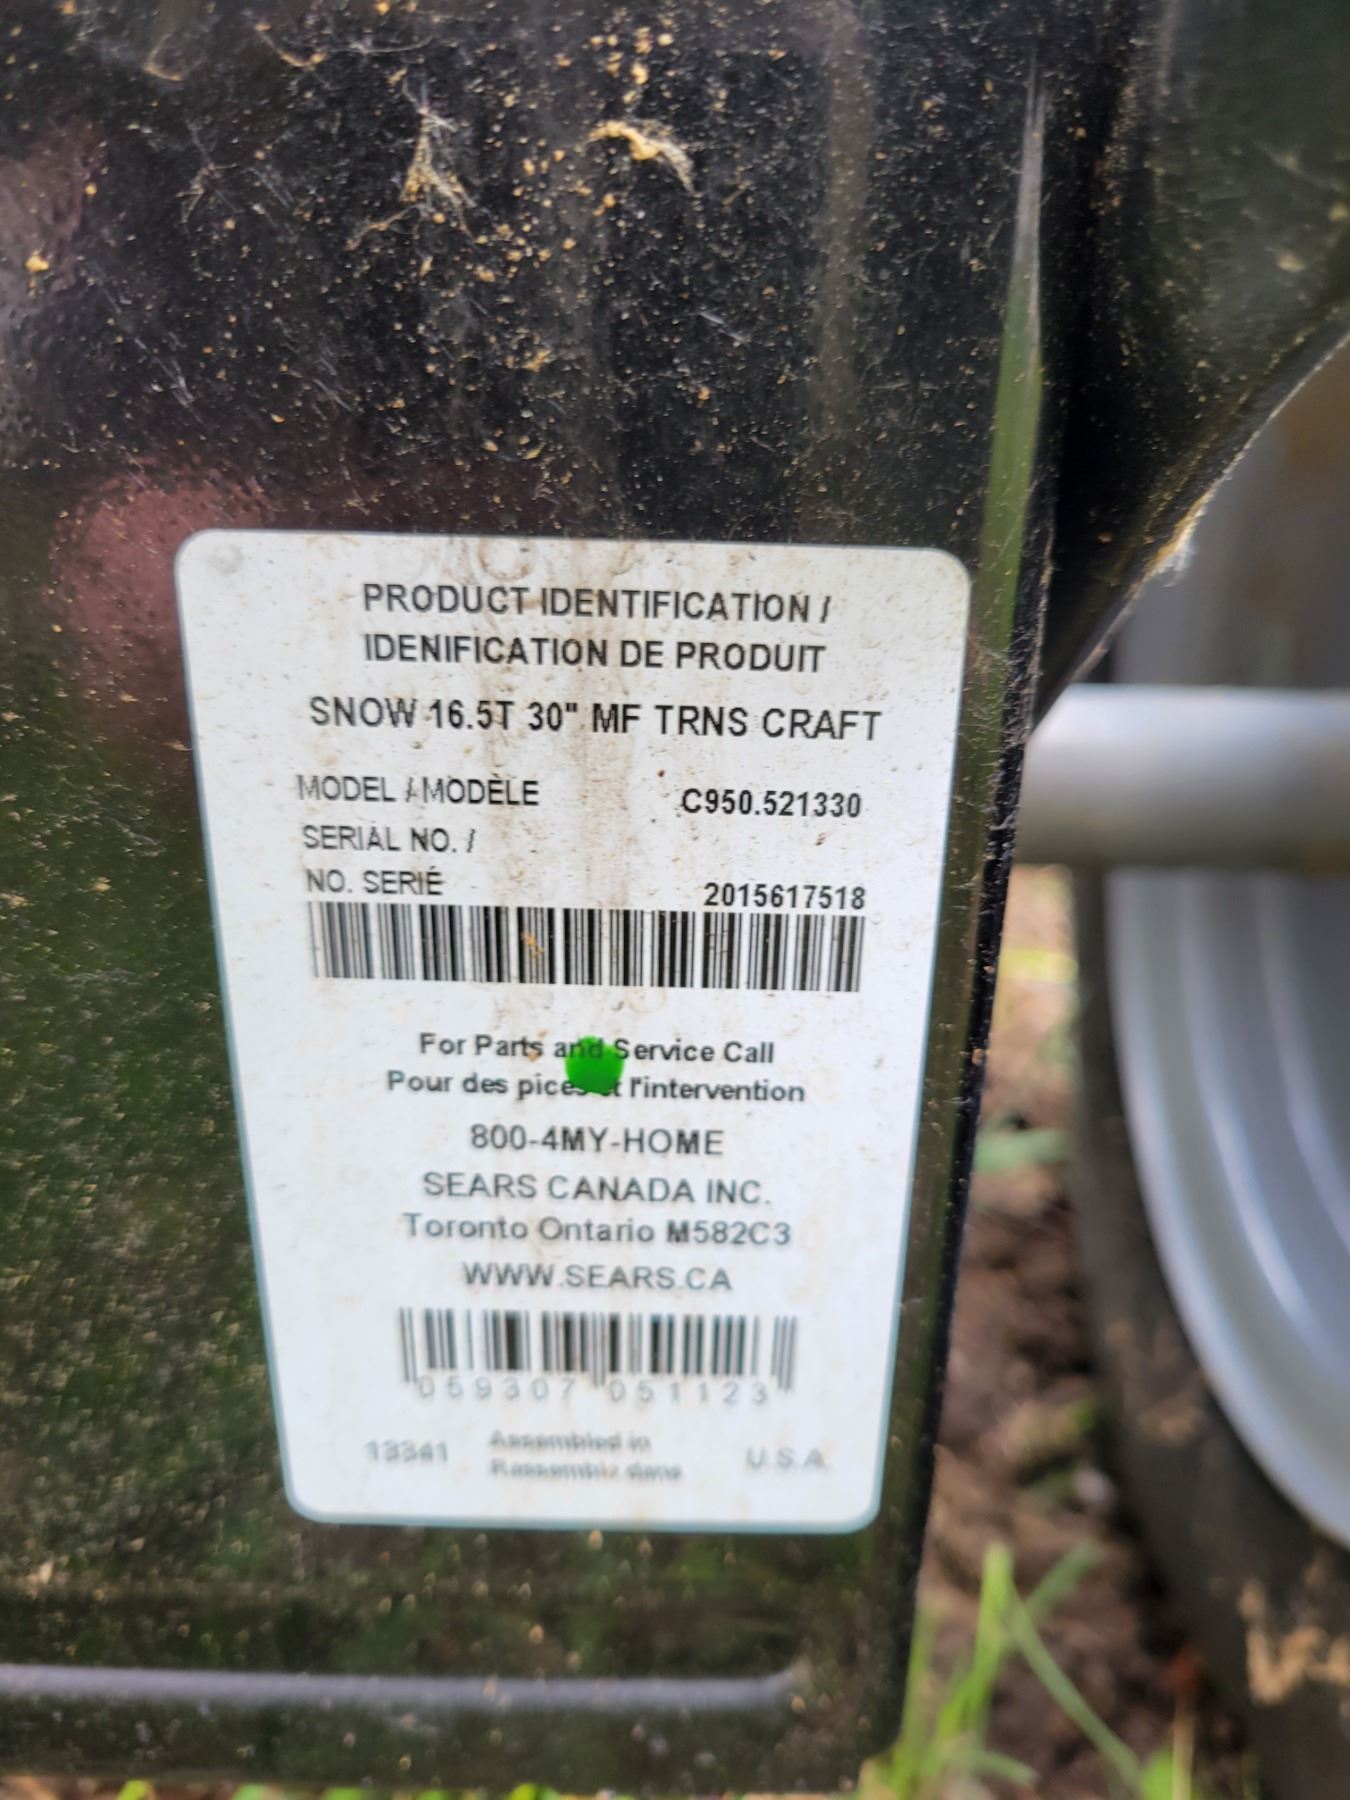 PRODUCT IDENTIFICATION /
IDENIFICATION DE PRODUIT
SNOW 16.5T 30" MF TRNS CRAFT
MODEL / MODÈLE C950.521330
SERIAL NO. /
NO. SERIÉ 2015617518
For Parts and Service Call
Pour des pices et l'intervention
800-4MY-HOME
SEARS CANADA INC.
Toronto Ontario M582C3
WWW.SEARS.CA
059307 051123
13341 Assembled in U.S.A.
dans